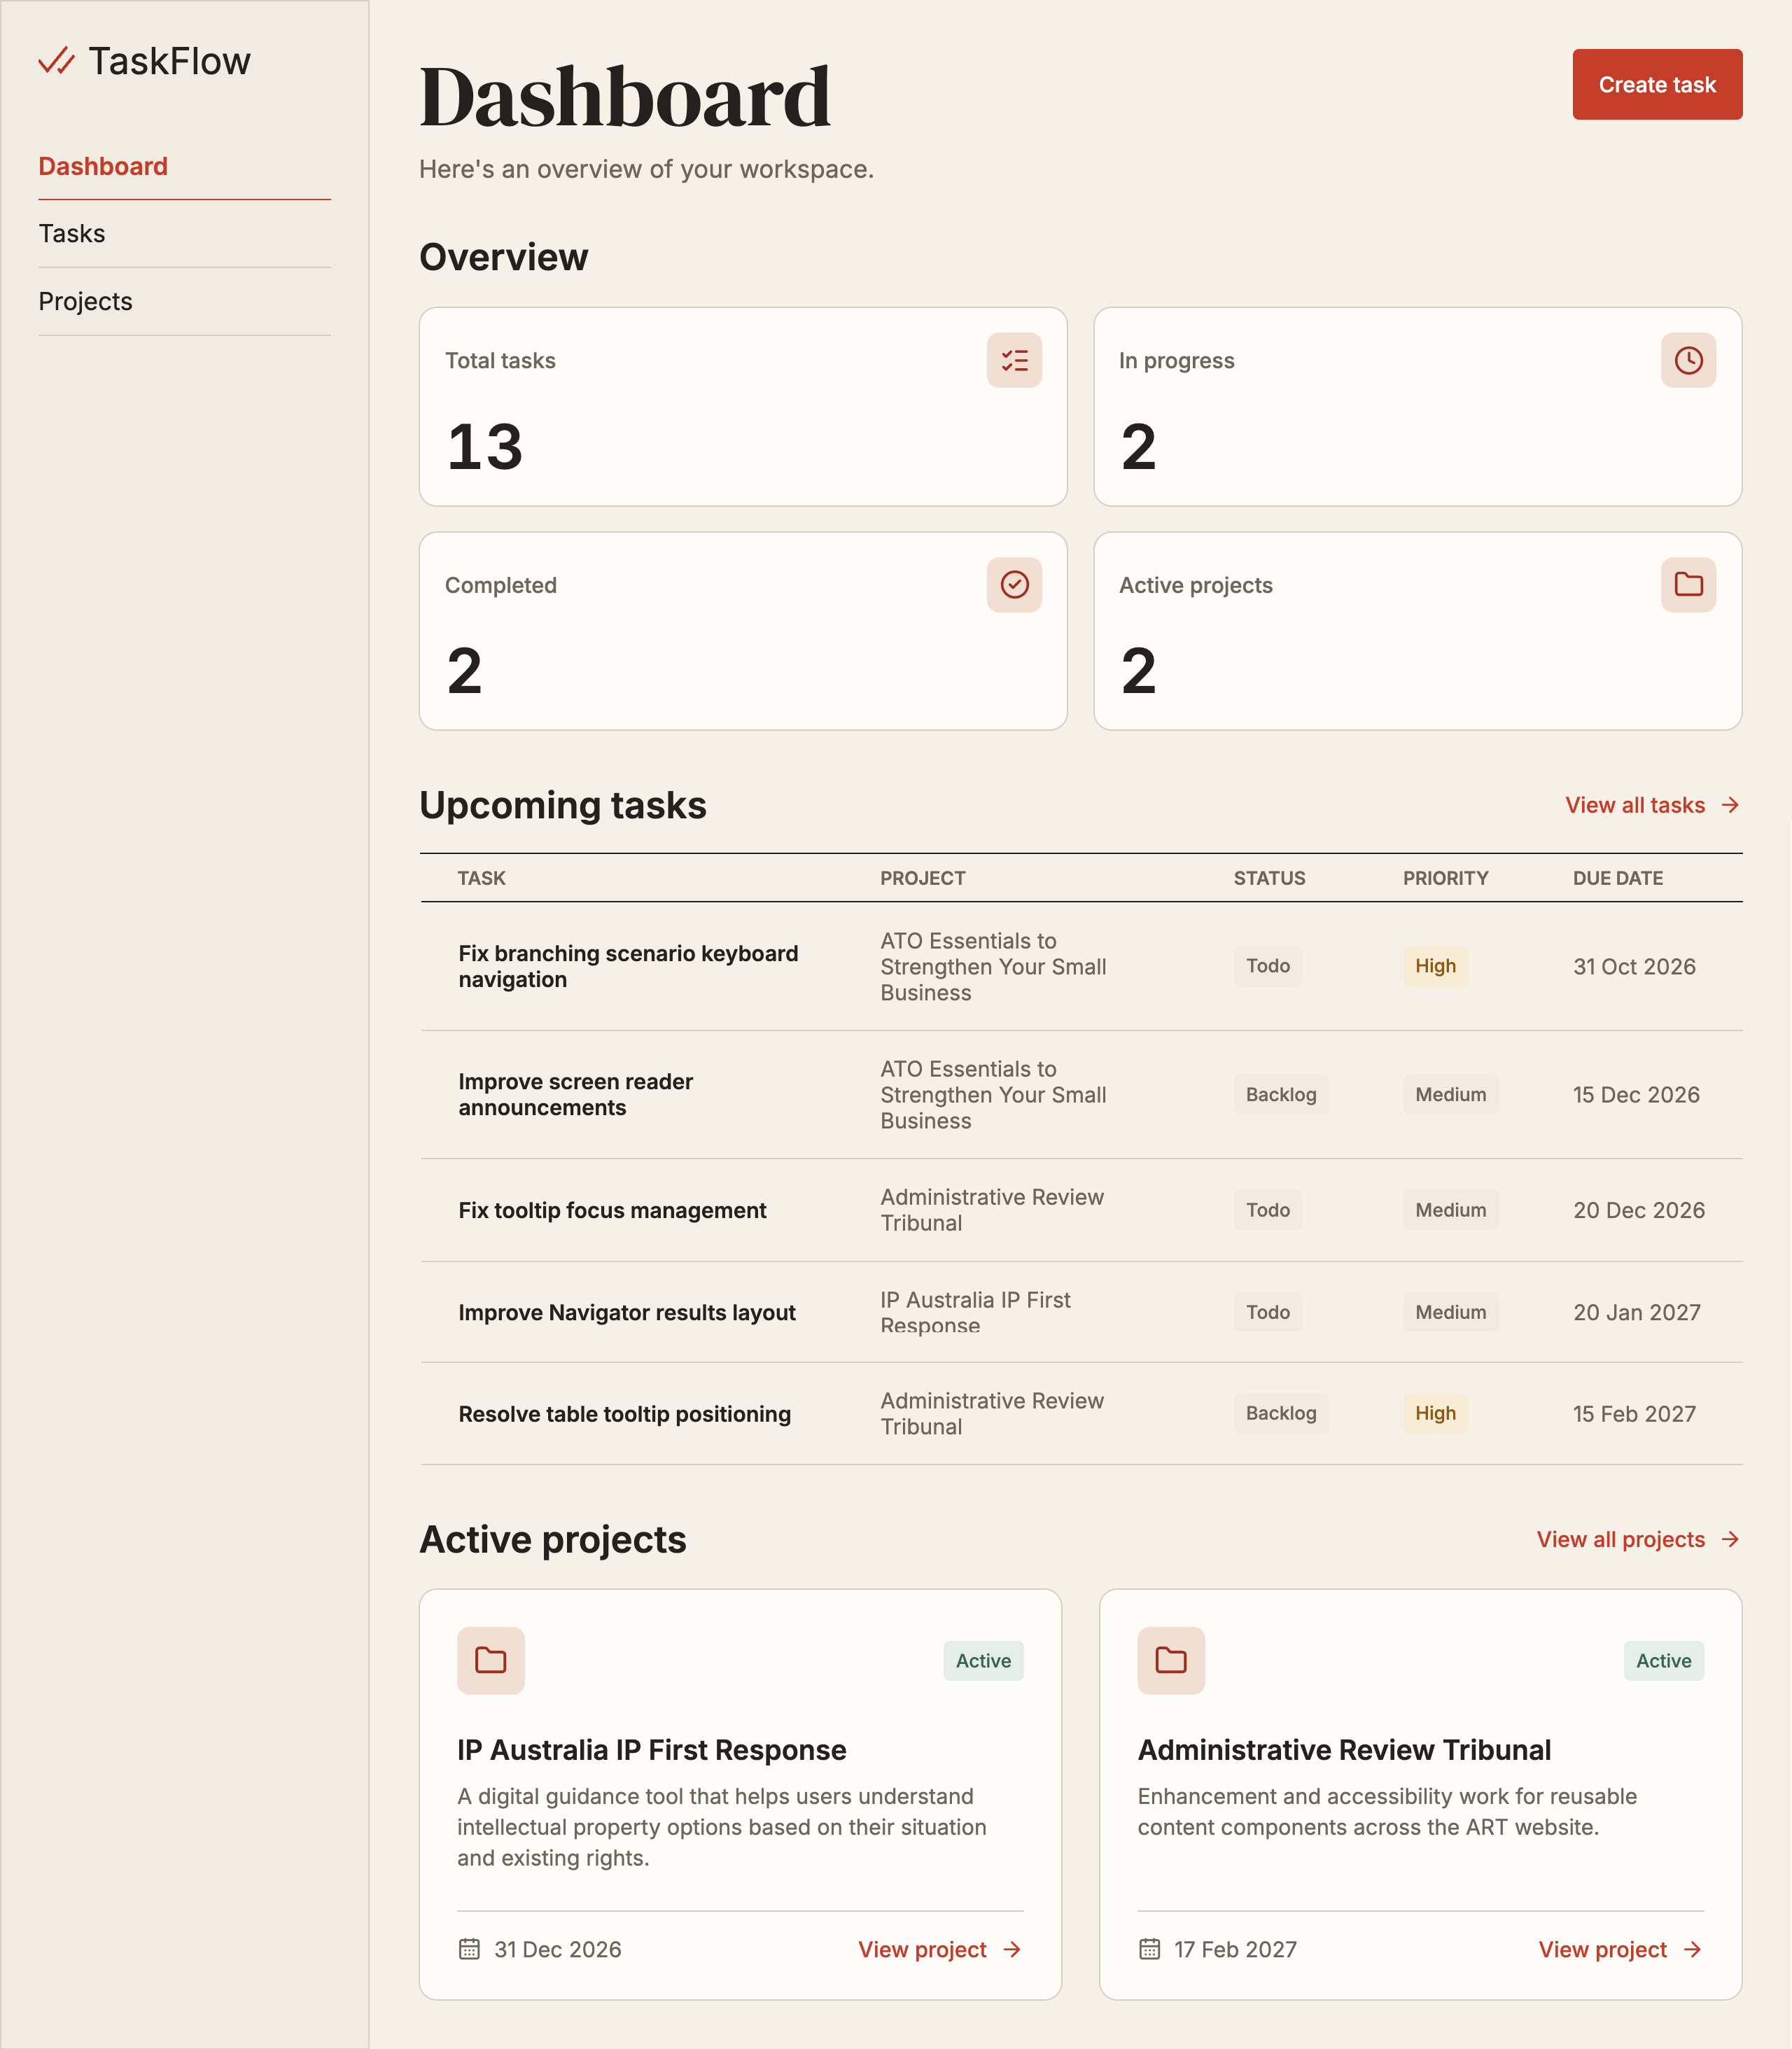 TaskFlow
Dashboard
Tasks
Projects
Dashboard
Create task
Here's an overview of your workspace.
Overview
Total tasks
13
In progress
2
Completed
2
Active projects
2
Upcoming tasks
View all tasks
TASK PROJECT STATUS PRIORITY DUE DATE
Fix branching scenario keyboard
navigation
ATO Essentials to
Strengthen Your Small
Business
Todo
High
31 Oct 2026
Improve screen reader
announcements
ATO Essentials to
Strengthen Your Small
Business
Backlog
Medium
15 Dec 2026
Fix tooltip focus management
Administrative Review
Tribunal
Todo
Medium
20 Dec 2026
Improve Navigator results layout
IP Australia IP First
Response
Todo
Medium
20 Jan 2027
Resolve table tooltip positioning
Administrative Review
Tribunal
Backlog
High
15 Feb 2027
Active projects
View all projects
Active
IP Australia IP First Response
A digital guidance tool that helps users understand
intellectual property options based on their situation
and existing rights.
31 Dec 2026
View project
Active
Administrative Review Tribunal
Enhancement and accessibility work for reusable
content components across the ART website.
17 Feb 2027
View project